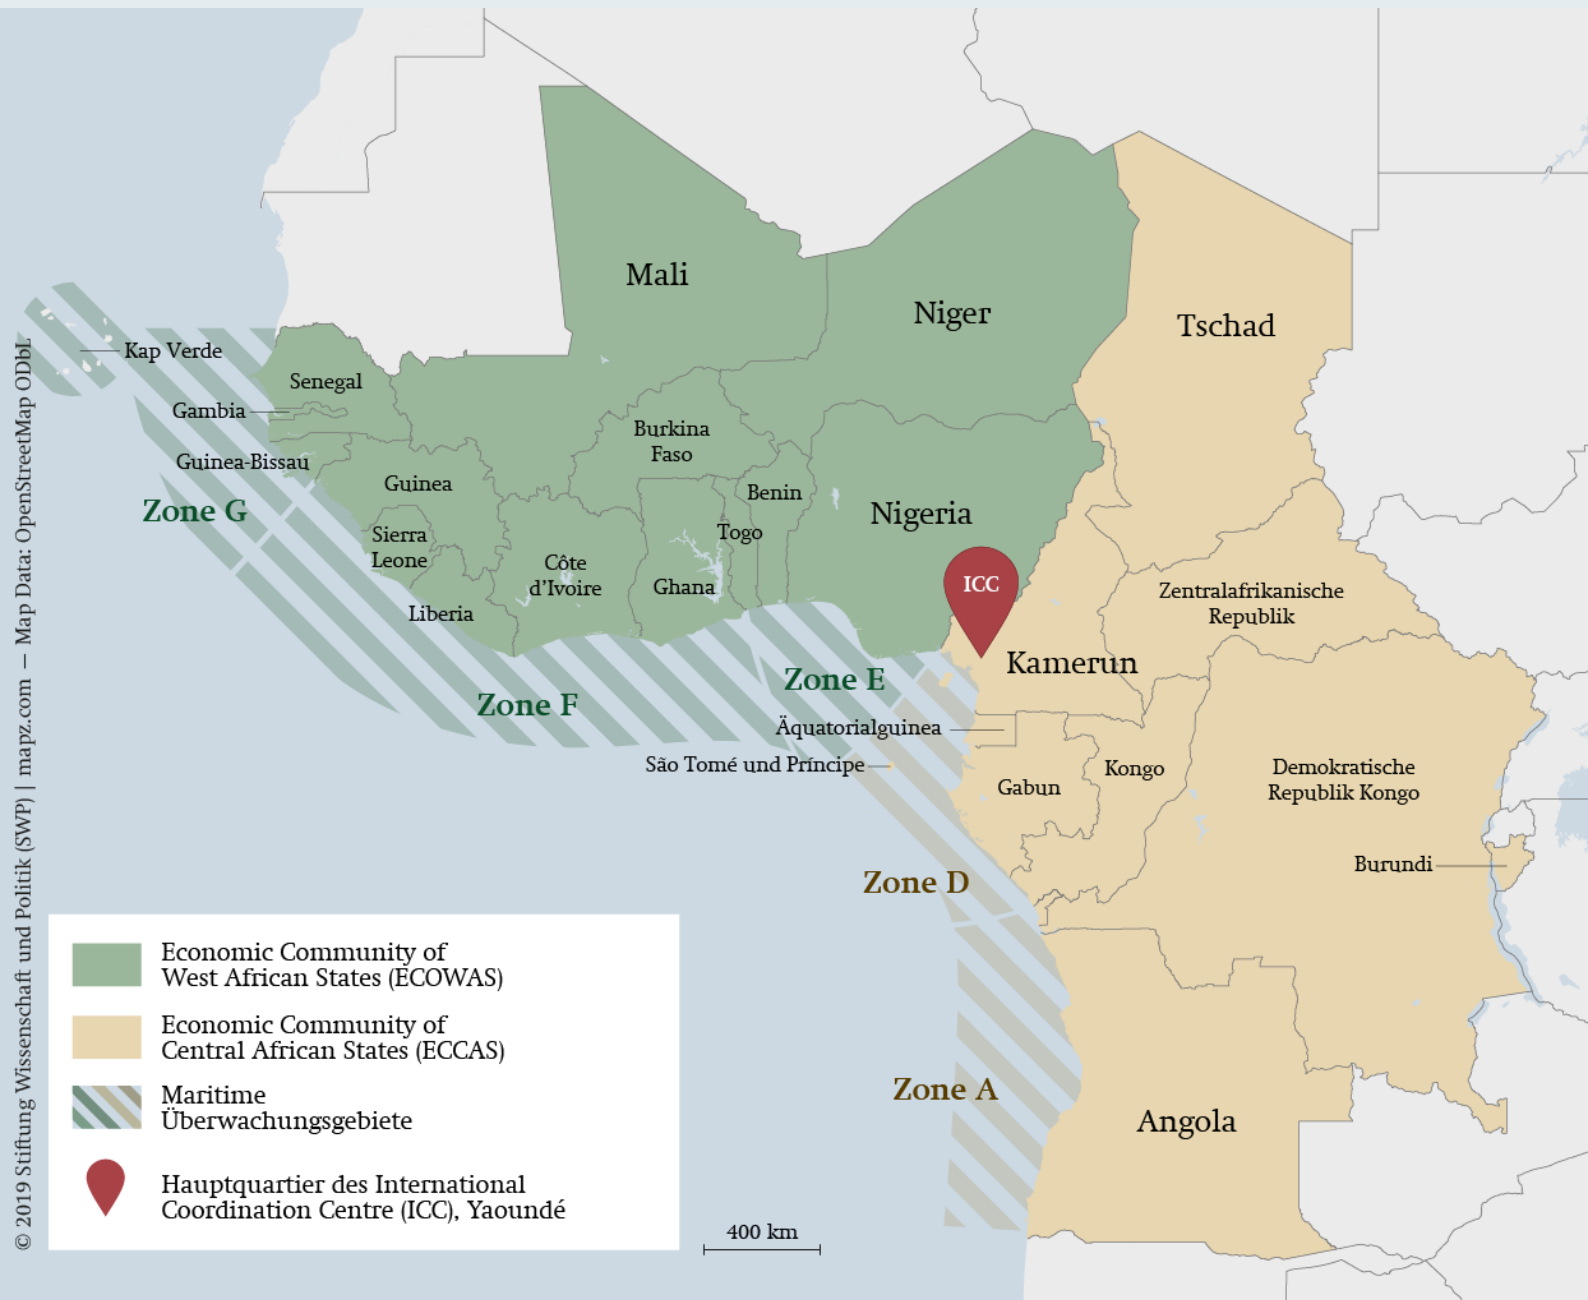 Mali
Niger
Tschad
Kap Verde
Senegal
Gambia
Burkina
Faso
Guinea-Bissau
Guinea
Benin
Zone G
Nigeria
Sierra
Leone
Togo
Côte
d'Ivoire
Ghana
ICC
Zentralafrikanische
Republik
Liberia
Kamerun
Zone E
Zone F
Äquatorialguinea
São Tomé und Príncipe
Kongo
Gabun
Demokratische
Republik Kongo
Burundi
Zone D
Zone A
Angola
Economic Community of
West African States (ECOWAS)
Economic Community of
Central African States (ECCAS)
Maritime
Überwachungsgebiete
Hauptquartier des International
Coordination Centre (ICC), Yaoundé
400 km
© 2019 Stiftung Wissenschaft und Politik (SWP) | mapz.com — Map Data: OpenStreetMap ODbL